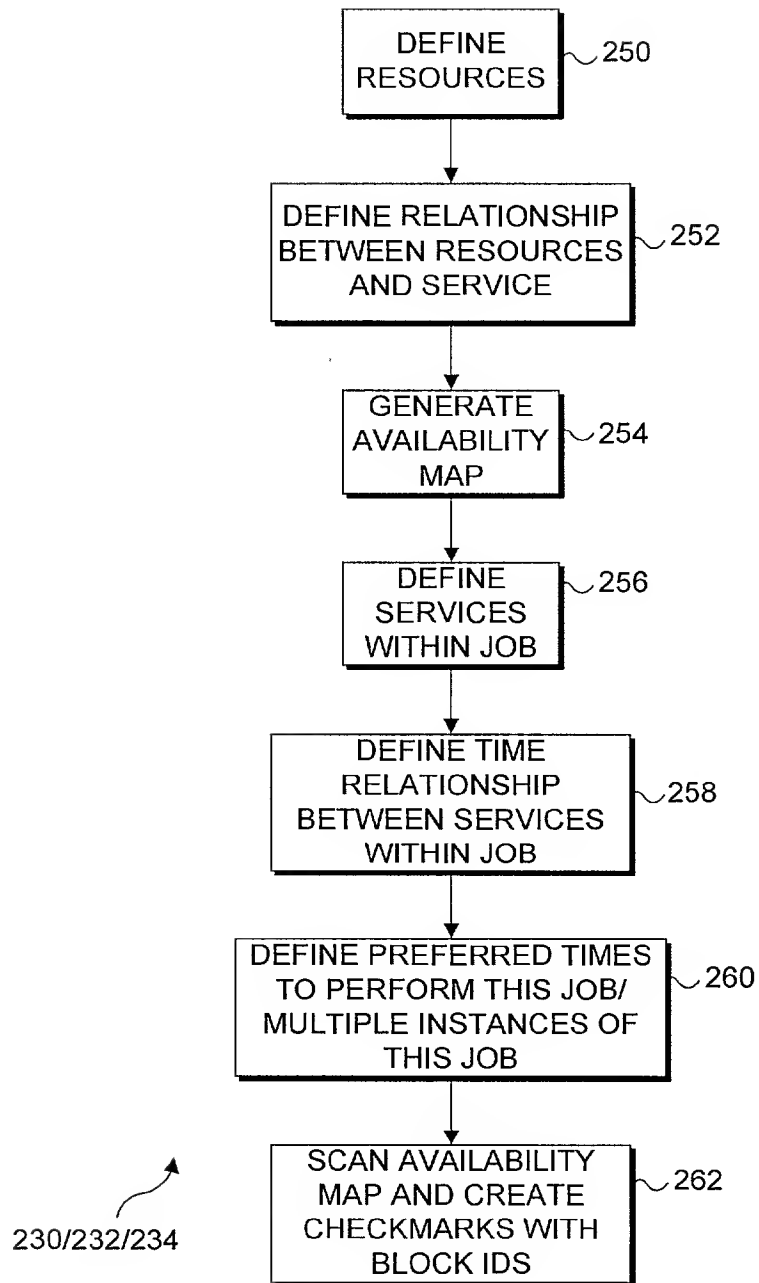 DEFINE
RESOURCES
250
DEFINE RELATIONSHIP
BETWEEN RESOURCES
AND SERVICE
252
GENERATE
AVAILABILITY
MAP
254
DEFINE
SERVICES
WITHIN JOB
256
DEFINE TIME
RELATIONSHIP
BETWEEN SERVICES
WITHIN JOB
258
DEFINE PREFERRED TIMES
TO PERFORM THIS JOB/
MULTIPLE INSTANCES OF
THIS JOB
260
SCAN AVAILABILITY
MAP AND CREATE
CHECKMARKS WITH
BLOCK IDS
262
230/232/234